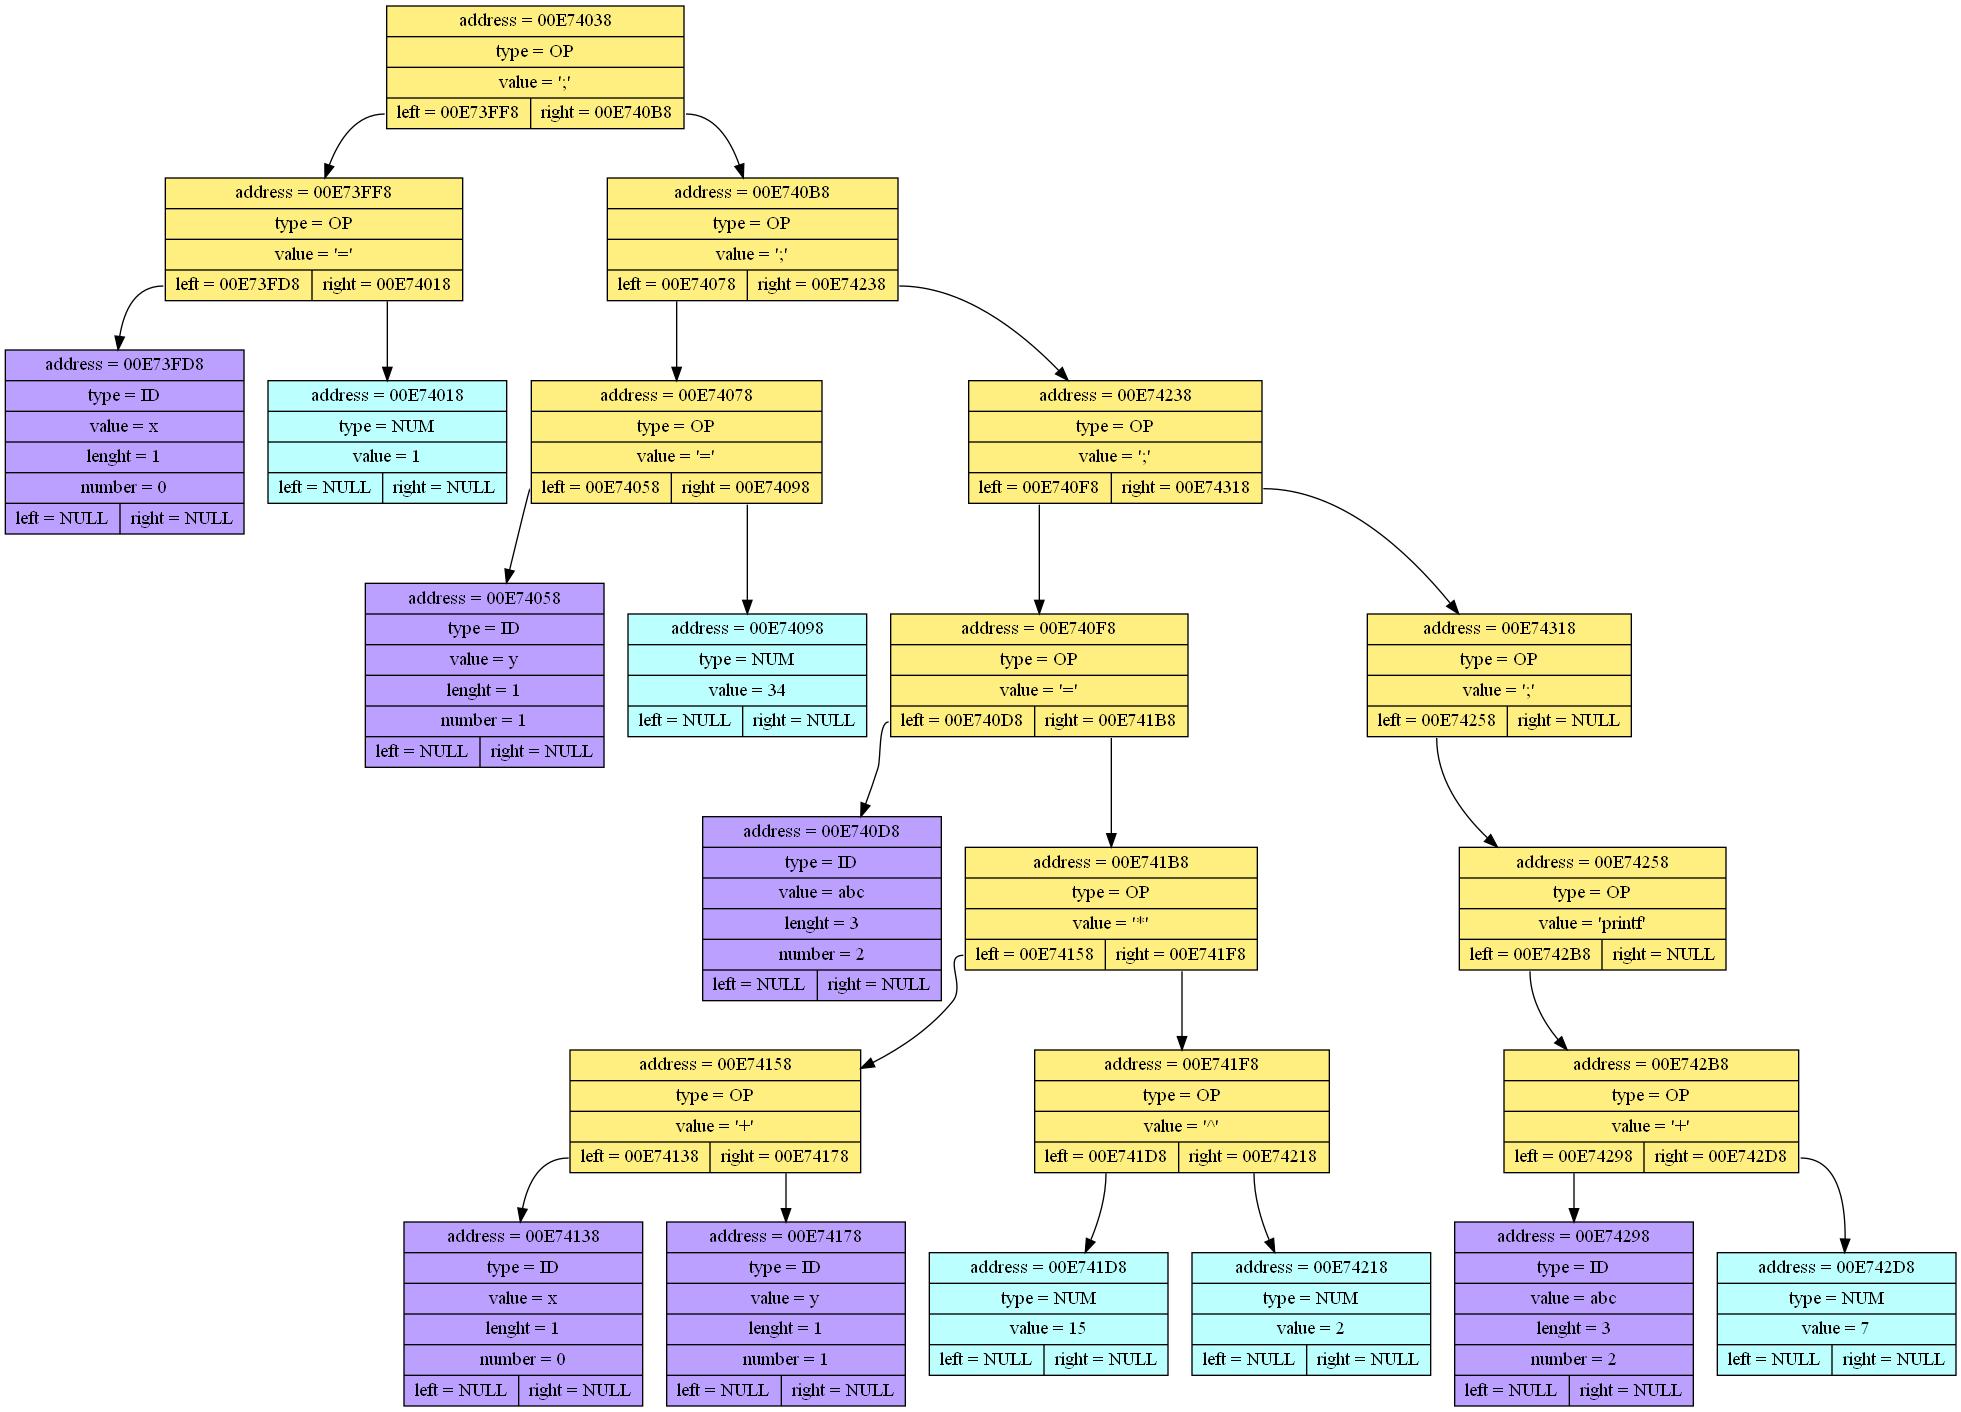 address = 00E74038
type = OP
value = ';'
left = 00E73FF8 right = 00E740B8
address = 00E73FF8
type = OP
value = '='
left = 00E73FD8 right = 00E74018
address = 00E740B8
type = OP
value = ';'
left = 00E74078 right = 00E74238
address = 00E73FD8
type = ID
value = x
lenght = 1
number = 0
left = NULL right = NULL
address = 00E74018
type = NUM
value = 1
left = NULL right = NULL
address = 00E74078
type = OP
value = '='
left = 00E74058 right = 00E74098
address = 00E74238
type = OP
value = ';'
left = 00E740F8 right = 00E74318
address = 00E74058
type = ID
value = y
lenght = 1
number = 1
left = NULL right = NULL
address = 00E74098
type = NUM
value = 34
left = NULL right = NULL
address = 00E740F8
type = OP
value = '='
left = 00E740D8 right = 00E741B8
address = 00E74318
type = OP
value = ';'
left = 00E74258 right = NULL
address = 00E740D8
type = ID
value = abc
lenght = 3
number = 2
left = NULL right = NULL
address = 00E741B8
type = OP
value = '*'
left = 00E74158 right = 00E741F8
address = 00E74258
type = OP
value = 'printf'
left = 00E742B8 right = NULL
address = 00E74158
type = OP
value = '+'
left = 00E74138 right = 00E74178
address = 00E741F8
type = OP
value = '^'
left = 00E741D8 right = 00E74218
address = 00E742B8
type = OP
value = '+'
left = 00E74298 right = 00E742D8
address = 00E74138
type = ID
value = x
lenght = 1
number = 0
left = NULL right = NULL
address = 00E74178
type = ID
value = y
lenght = 1
number = 1
left = NULL right = NULL
address = 00E741D8
type = NUM
value = 15
left = NULL right = NULL
address = 00E74218
type = NUM
value = 2
left = NULL right = NULL
address = 00E74298
type = ID
value = abc
lenght = 3
number = 2
left = NULL right = NULL
address = 00E742D8
type = NUM
value = 7
left = NULL right = NULL